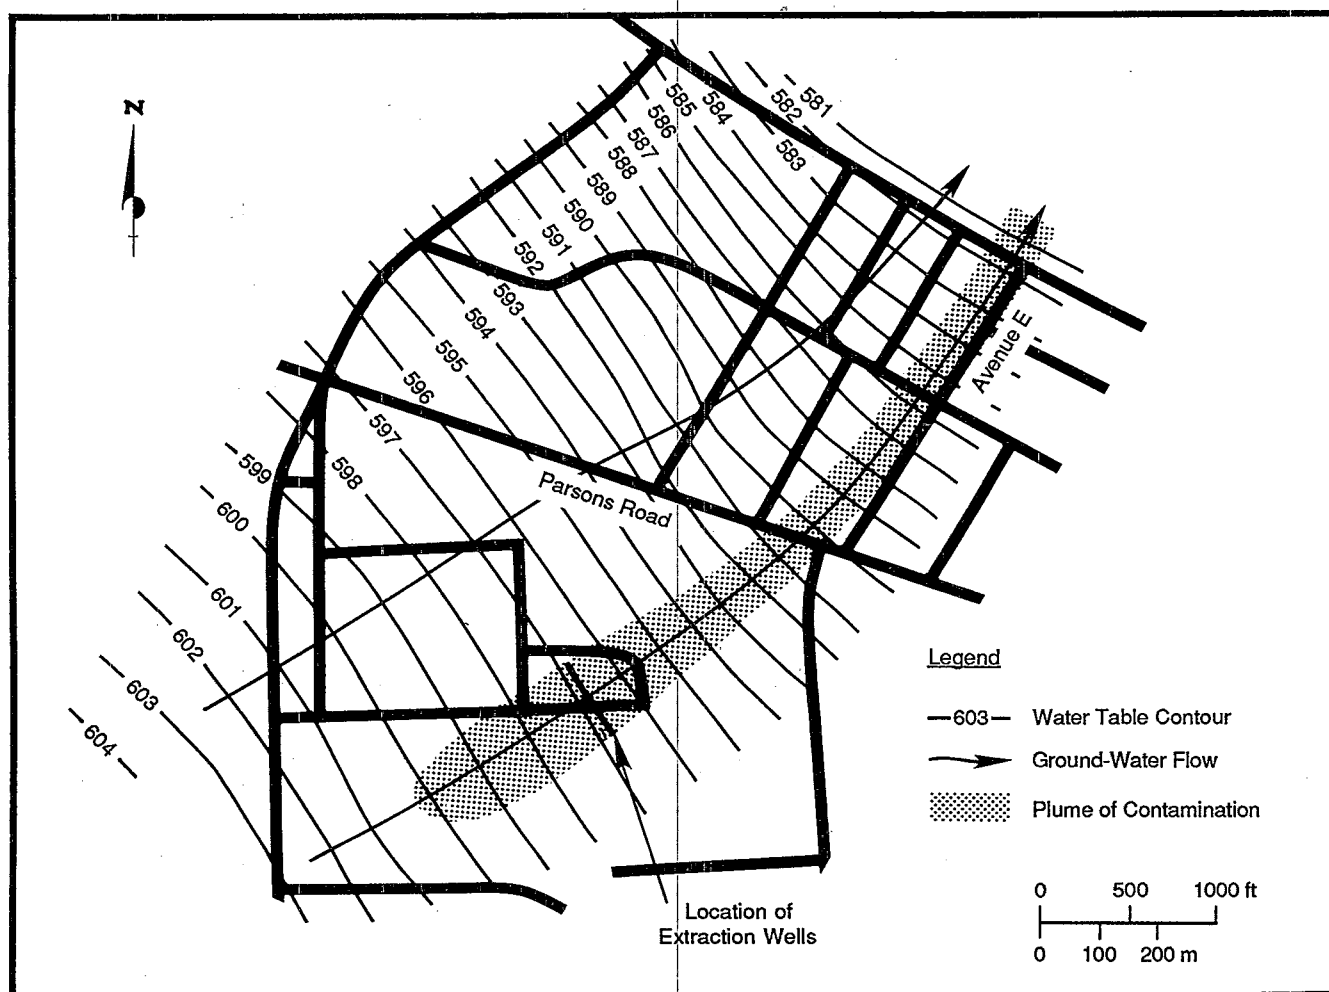 N
581
582
583
584
585
586
587
588
589
590
591
592
593
594
595
596
597
598
599
600
601
602
603
604
Avenue E
Parsons Road
Legend
603 Water Table Contour
Ground-Water Flow
Plume of Contamination
0 500 1000 ft
0 100 200 m
Location of
Extraction Wells